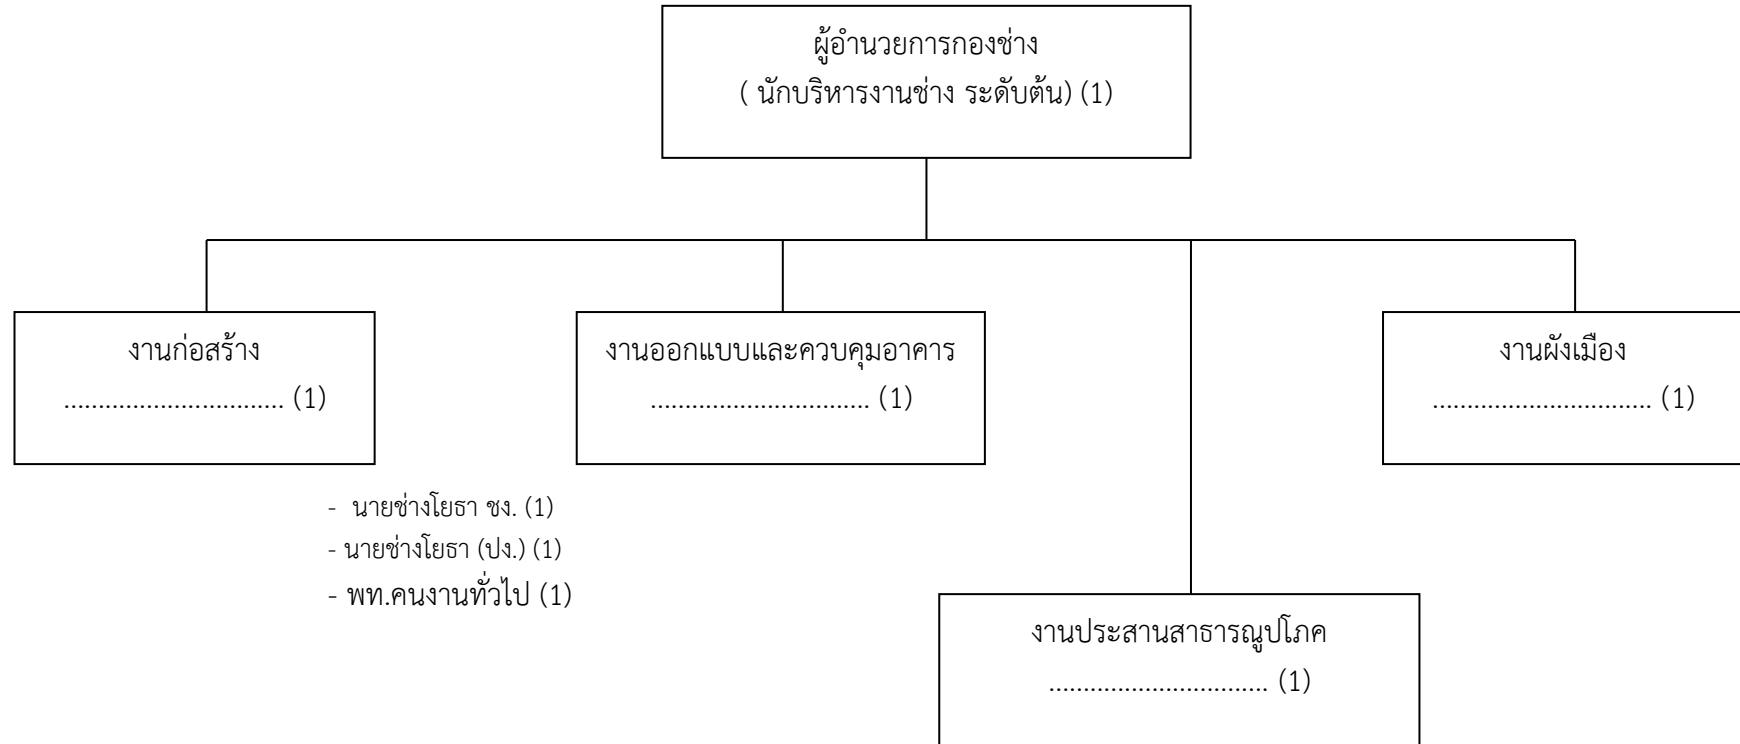 ผู้อำนวยการกองช่าง
( นักบริหารงานช่าง ระดับต้น) (1)
งานก่อสร้าง
................................ (1)
งานออกแบบและควบคุมอาคาร
................................ (1)
งานผังเมือง
................................ (1)
-  นายช่างโยธา ชง. (1)
- นายช่างโยธา (ปง.) (1)
- พท.คนงานทั่วไป (1)
งานประสานสาธารณูปโภค
................................ (1)